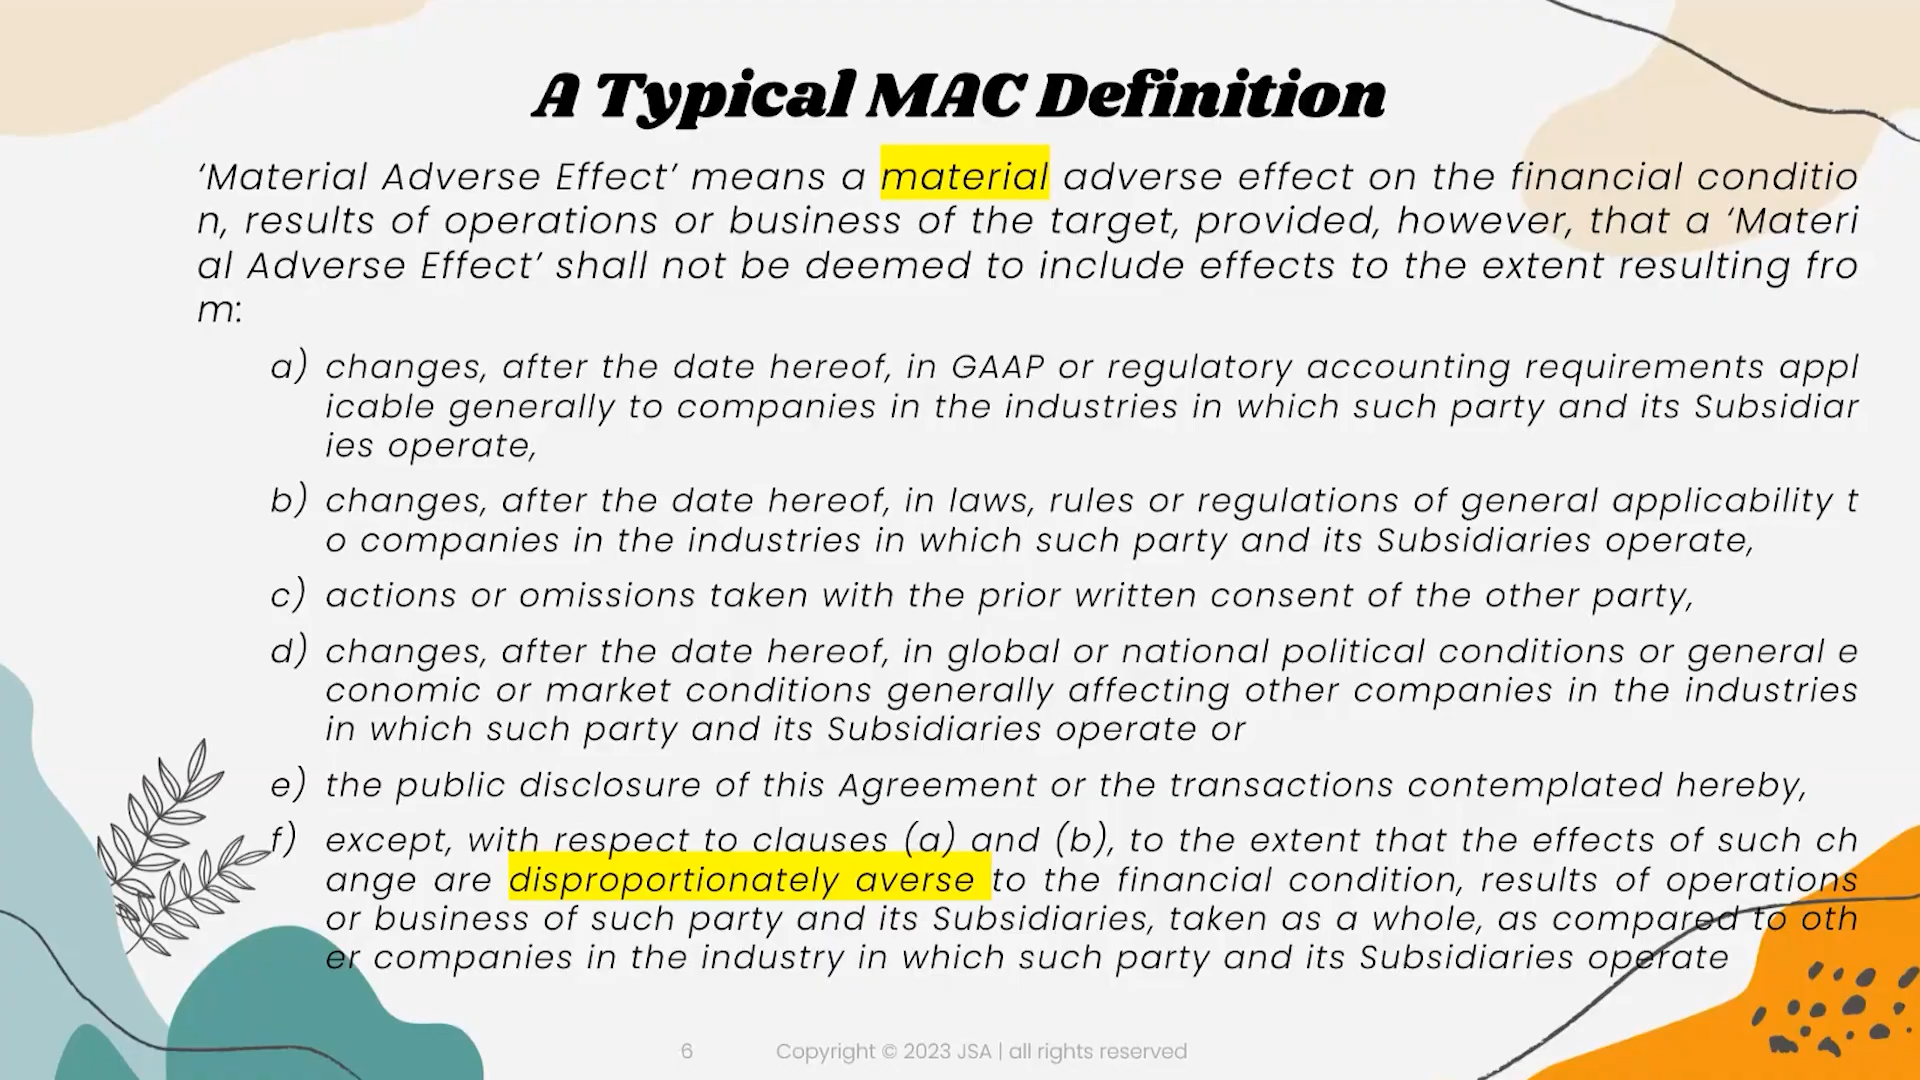 A Typical MAC Definition
‘Material Adverse Effect’ means a material adverse effect on the financial conditio
n, results of operations or business of the target, provided, however, that a ‘Materi
al Adverse Effect’ shall not be deemed to include effects to the extent resulting fro
m:
a) changes, after the date hereof, in GAAP or regulatory accounting requirements appl
icable generally to companies in the industries in which such party and its Subsidiar
ies operate,
b) changes, after the date hereof, in laws, rules or regulations of general applicability t
o companies in the industries in which such party and its Subsidiaries operate,
c) actions or omissions taken with the prior written consent of the other party,
d) changes, after the date hereof, in global or national political conditions or general e
conomic or market conditions generally affecting other companies in the industries
in which such party and its Subsidiaries operate or
e) the public disclosure of this Agreement or the transactions contemplated hereby,
f) except, with respect to clauses (a) and (b), to the extent that the effects of such ch
ange are disproportionately averse to the financial condition, results of operations
or business of such party and its Subsidiaries, taken as a whole, as compared to oth
er companies in the industry in which such party and its Subsidiaries operate
6 Copyright © 2023 JSA | all rights reserved